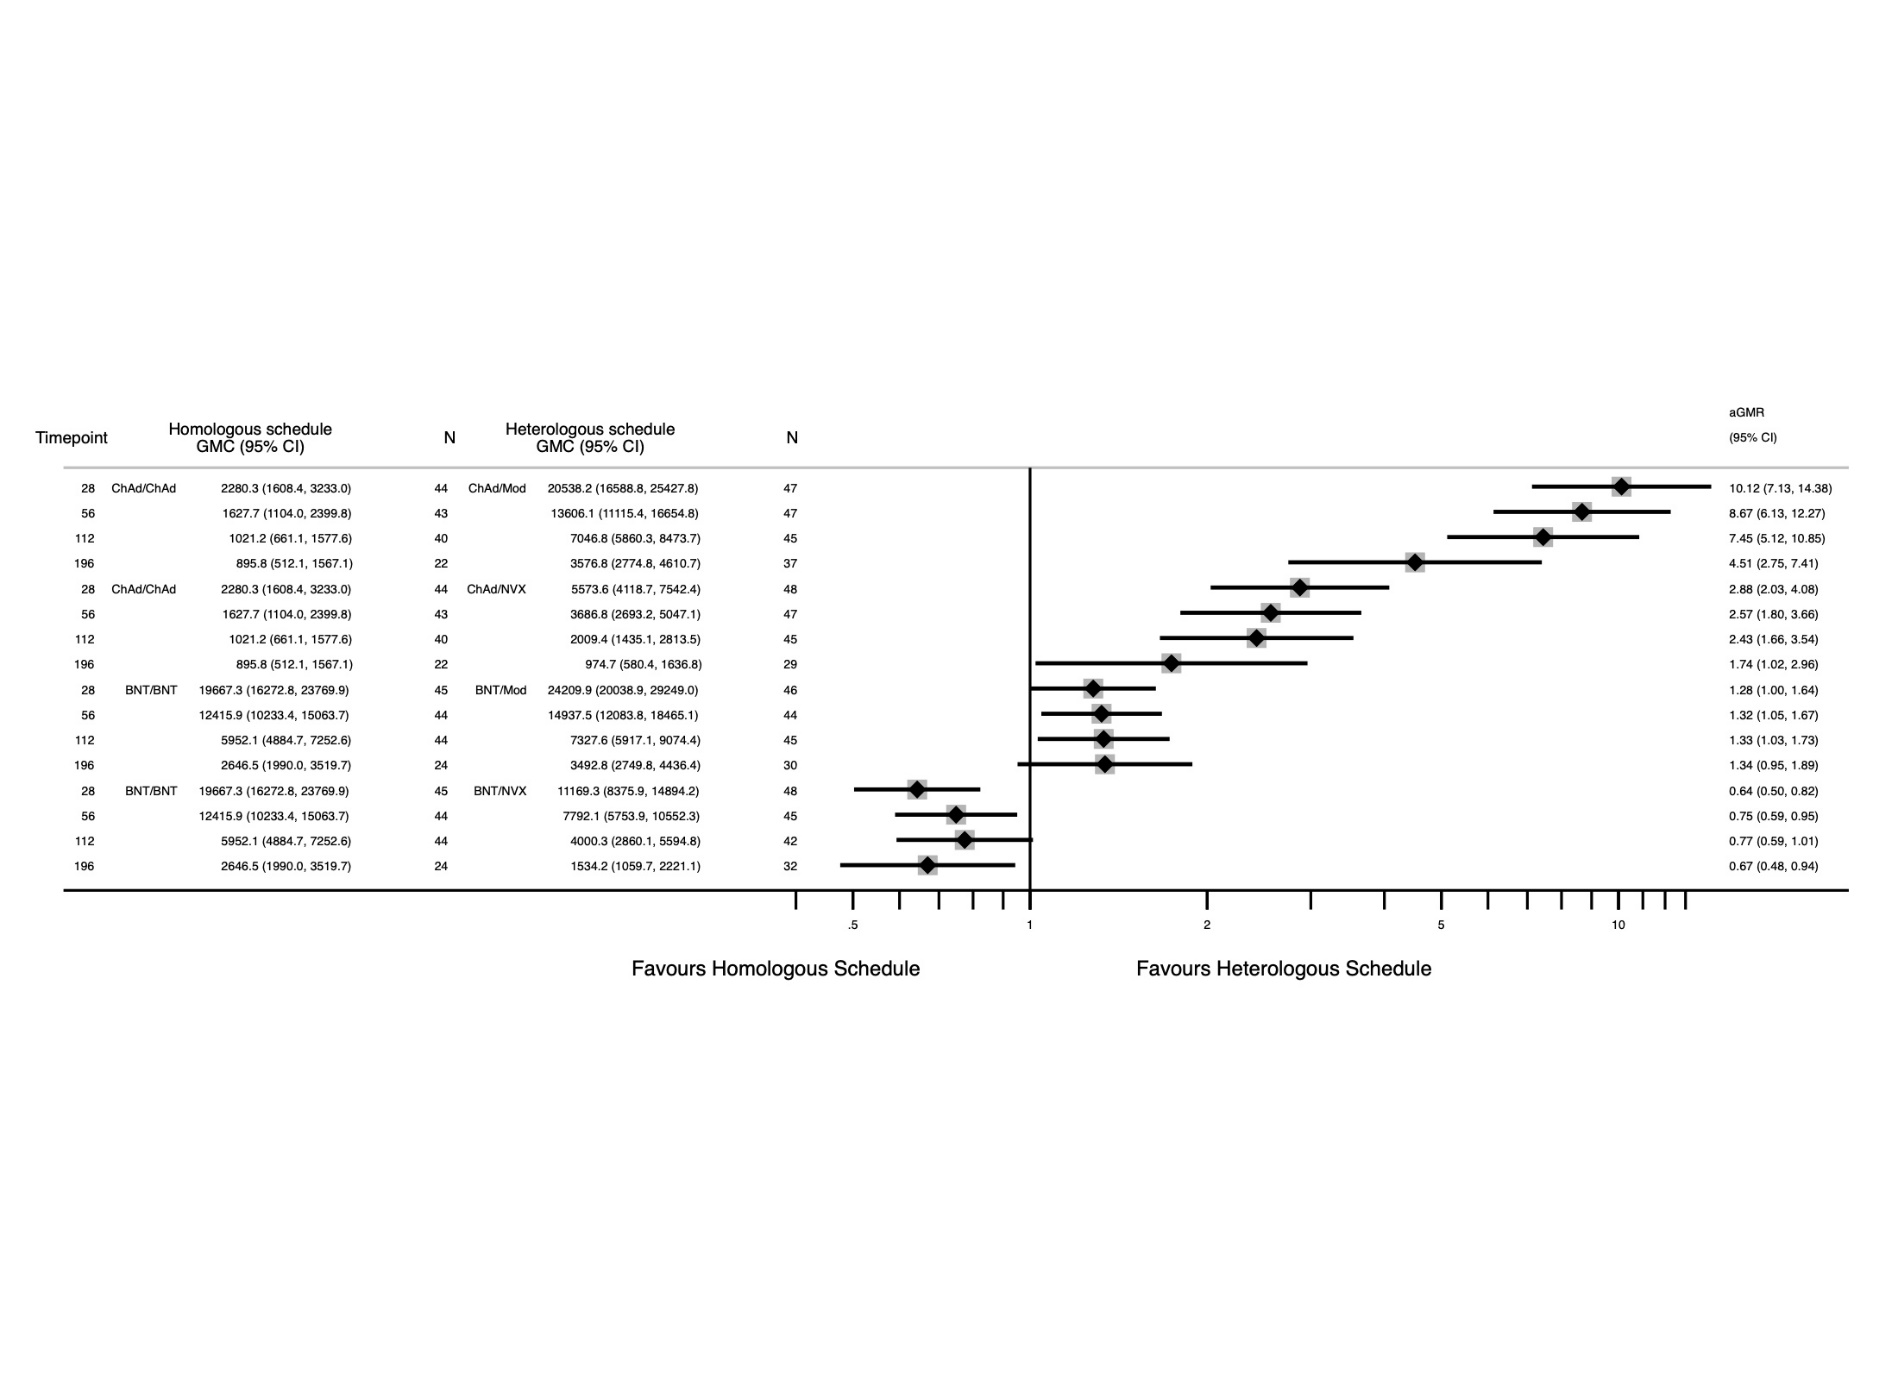 aGMR
Timepoint Homologous schedule N Heterologous schedule N (95% CI)
GMC (95% CI) GMC (95% CI)
28 ChAd/ChAd 2280.3 (1608.4, 3233.0) 44 ChAd/Mod 20538.2 (16588.8, 25427.8) 47 10.12 (7.13, 14.38)
56 1627.7 (1104.0, 2399.8) 43 13606.1 (11115.4, 16654.8) 47 8.67 (6.13, 12.27)
112 1021.2 (661.1, 1577.6) 40 7046.8 (5860.3, 8473.7) 45 7.45 (5.12, 10.85)
196 895.8 (512.1, 1567.1) 22 3576.8 (2774.8, 4610.7) 37 4.51 (2.75, 7.41)
28 ChAd/ChAd 2280.3 (1608.4, 3233.0) 44 ChAd/NVX 5573.6 (4118.7, 7542.4) 48 2.88 (2.03, 4.08)
56 1627.7 (1104.0, 2399.8) 43 3686.8 (2693.2, 5047.1) 47 2.57 (1.80, 3.66)
112 1021.2 (661.1, 1577.6) 40 2009.4 (1435.1, 2813.5) 45 2.43 (1.66, 3.54)
196 895.8 (512.1, 1567.1) 22 974.7 (580.4, 1636.8) 29 1.74 (1.02, 2.96)
28 BNT/BNT 19667.3 (16272.8, 23769.9) 45 BNT/Mod 24209.9 (20038.9, 29249.0) 46 1.28 (1.00, 1.64)
56 12415.9 (10233.4, 15063.7) 44 14937.5 (12083.8, 18465.1) 44 1.32 (1.05, 1.67)
112 5952.1 (4884.7, 7252.6) 44 7327.6 (5917.1, 9074.4) 45 1.33 (1.03, 1.73)
196 2646.5 (1990.0, 3519.7) 24 3492.8 (2749.8, 4436.4) 30 1.34 (0.95, 1.89)
28 BNT/BNT 19667.3 (16272.8, 23769.9) 45 BNT/NVX 11169.3 (8375.9, 14894.2) 48 0.64 (0.50, 0.82)
56 12415.9 (10233.4, 15063.7) 44 7792.1 (5753.9, 10552.3) 45 0.75 (0.59, 0.95)
112 5952.1 (4884.7, 7252.6) 44 4000.3 (2860.1, 5594.8) 42 0.77 (0.59, 1.01)
196 2646.5 (1990.0, 3519.7) 24 1534.2 (1059.7, 2221.1) 32 0.67 (0.48, 0.94)
.5 1 2 5 10
Favours Homologous Schedule Favours Heterologous Schedule